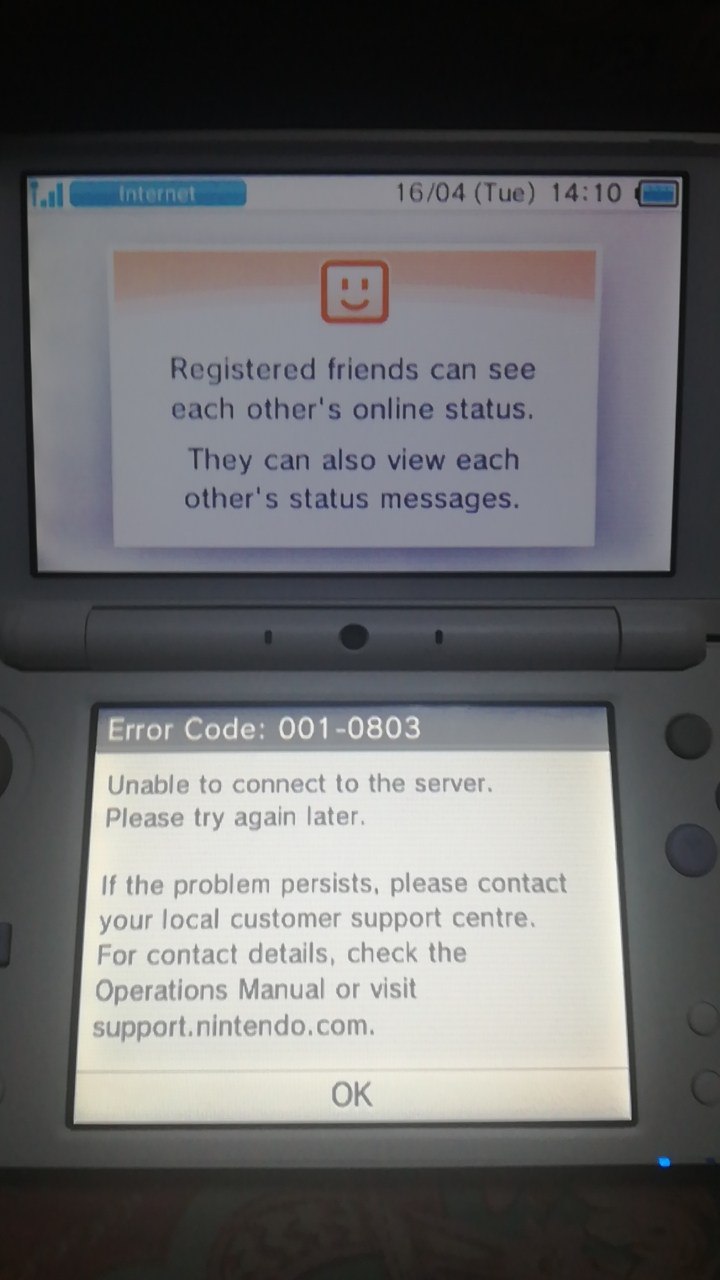 Internet
16/04 (Tue) 14:10
Registered friends can see
each other's online status.
They can also view each
other's status messages.
Error Code: 001-0803
Unable to connect to the server.
Please try again later.
If the problem persists, please contact
your local customer support centre.
For contact details, check the
Operations Manual or visit
support.nintendo.com.
OK